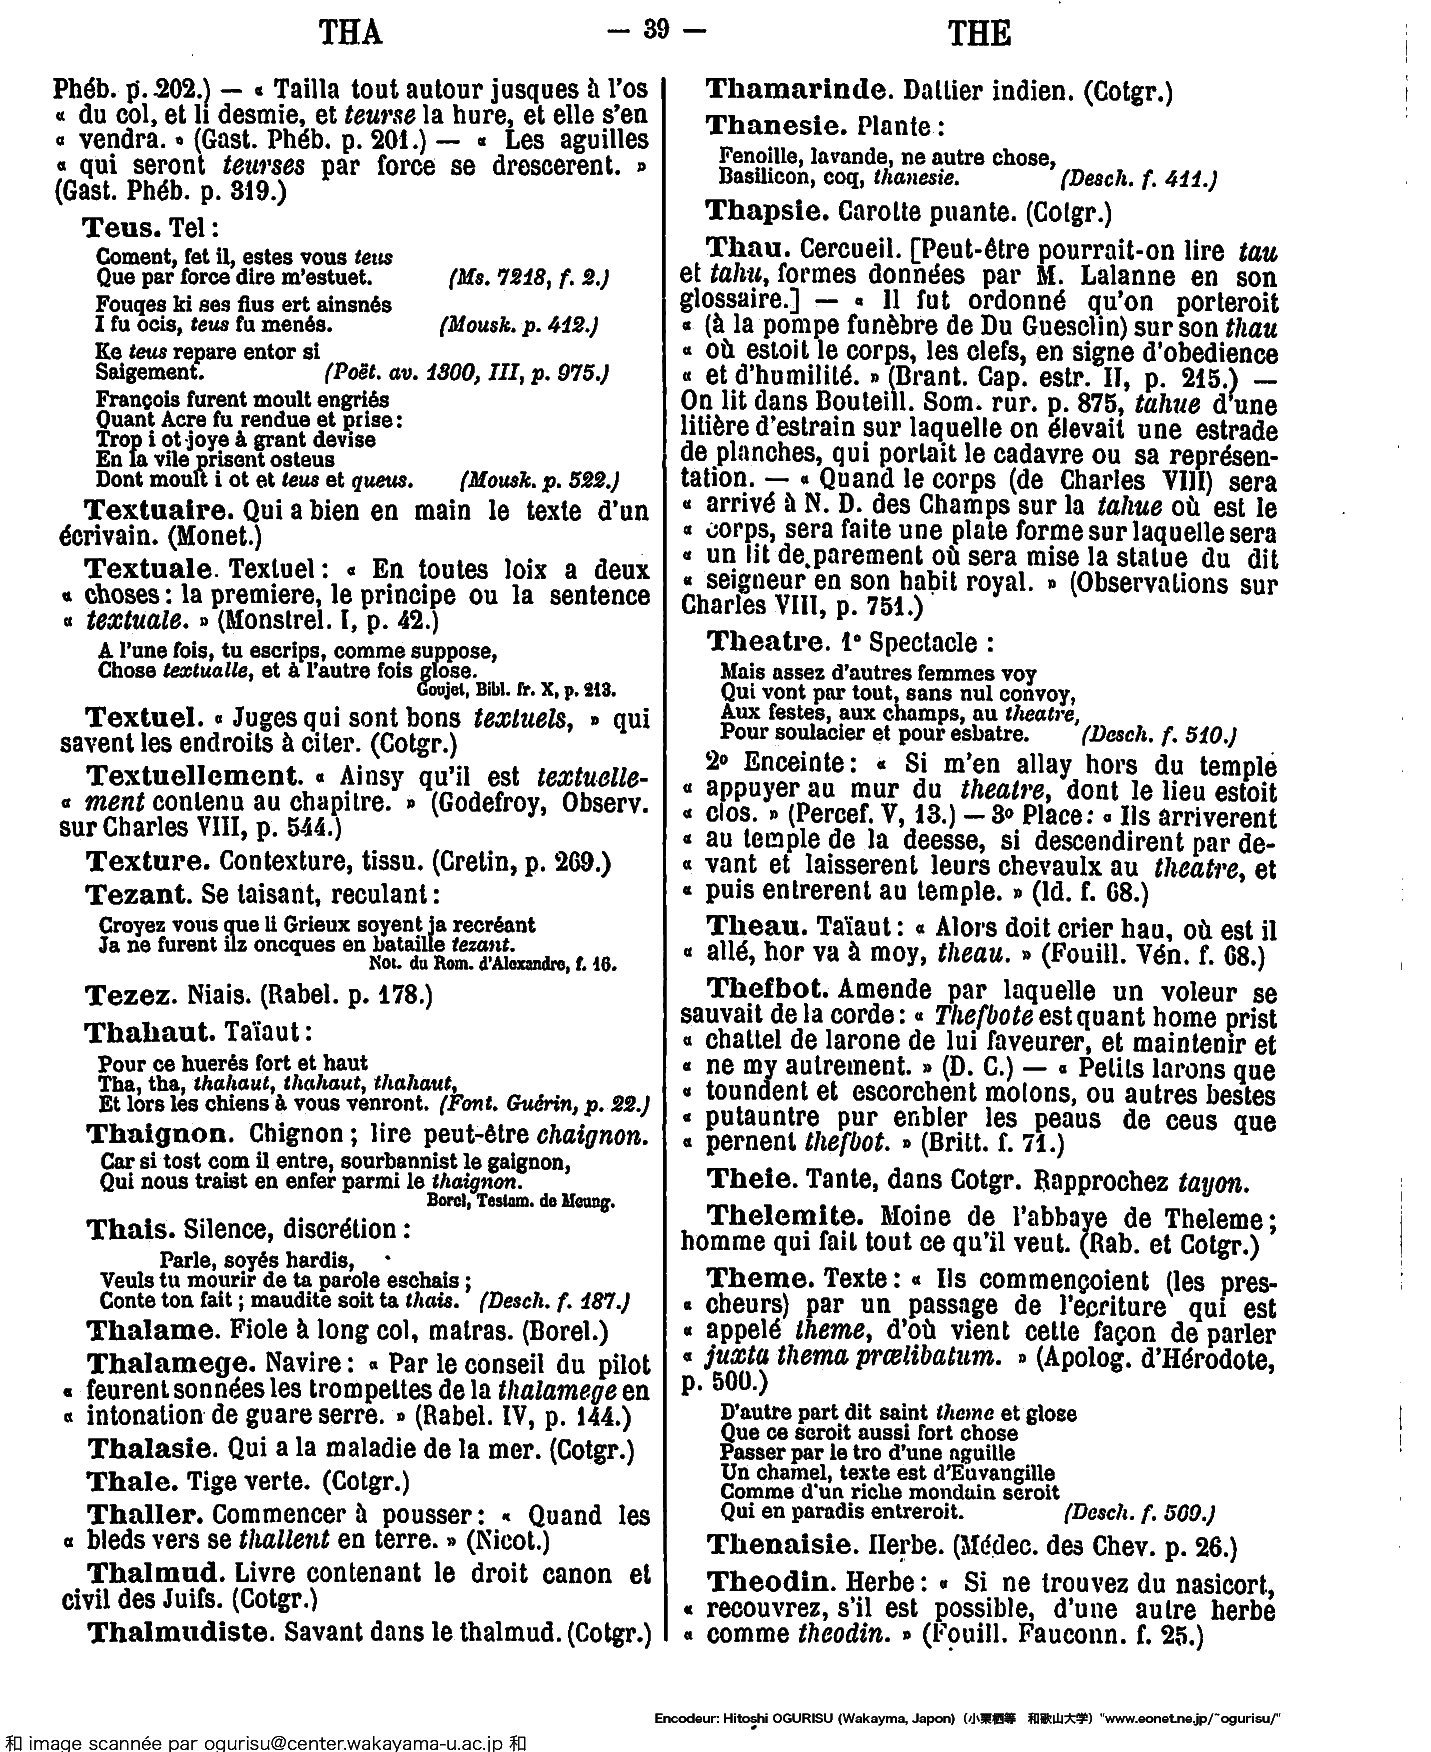 THA
— 39 —
THE
Phéb. p. 202.) — « Tailla tout autour jusques à l'os
« du col, et li desmie, et teurse la hure, et elle s'en
« vendra. » (Gast. Phéb. p. 201.) — « Les aguilles
« qui seront teurses par force se drescerent. »
(Gast. Phéb. p. 319.)
Teus. Tel :
Coment, fet il, estes vous teus
Que par force dire m'estuet. (Ms. 7218, f. 2.)
Fouqes ki ses fius ert ainsnés
I fu ocis, teus fu menés. (Mousk. p. 412.)
Ke teus repare entor si
Saigement. (Poët. av. 1300, III, p. 975.)
François furent moult engriés
Quant Acre fu rendue et prise :
Trop i ot joye à grant devise
En la vile prisent osteus
Dont moult i ot et teus et queus. (Mousk. p. 522.)
Textuaire. Qui a bien en main le texte d'un
écrivain. (Monet.)
Textuale. Textuel : « En toutes loix a deux
« choses : la premiere, le principe ou la sentence
« textuale. » (Monstrel. I, p. 42.)
A l'une fois, tu escrips, comme suppose,
Chose textualle, et à l'autre fois glose.
Goujet, Bibl. fr. X, p. 213.
Textuel. « Juges qui sont bons textuels, » qui
savent les endroits à citer. (Cotgr.)
Textuellement. « Ainsy qu'il est textuelle-
« ment contenu au chapitre. » (Godefroy, Observ.
sur Charles VIII, p. 544.)
Texture. Contexture, tissu. (Cretin, p. 269.)
Tezant. Se taisant, reculant :
Croyez vous que li Grieux soyent ja recréant
Ja ne furent ilz oncques en bataille tezant.
Not. du Rom. d'Alexandre, f. 16.
Tezez. Niais. (Rabel. p. 178.)
Thahaut. Taïaut :
Pour ce huerés fort et haut
Tha, tha, thahaut, thahaut, thahaut,
Et lors les chiens à vous venront. (Font. Guérin, p. 22.)
Thaignon. Chignon ; lire peut-être chaignon.
Car si tost com il entre, sourbannist le gaignon,
Qui nous traist en enfer parmi le thaignon.
Borel, Testam. de Meung.
Thais. Silence, discrétion :
Parle, soyés hardis,
Veuls tu mourir de ta parole eschais ;
Conte ton fait ; maudite soit ta thais. (Desch. f. 187.)
Thalame. Fiole à long col, matras. (Borel.)
Thalamege. Navire : « Par le conseil du pilot
« feurent sonnées les trompettes de la thalamege en
« intonation de guare serre. » (Rabel. IV, p. 144.)
Thalasie. Qui a la maladie de la mer. (Cotgr.)
Thale. Tige verte. (Cotgr.)
Thaller. Commencer à pousser : « Quand les
« bleds vers se thallent en terre. » (Nicot.)
Thalmud. Livre contenant le droit canon et
civil des Juifs. (Cotgr.)
Thalmudiste. Savant dans le thalmud. (Cotgr.)
Thamarinde. Dattier indien. (Cotgr.)
Thanesie. Plante :
Fenoille, lavande, ne autre chose,
Basilicon, coq, thanesie. (Desch. f. 411.)
Thapsie. Carotte puante. (Cotgr.)
Thau. Cercueil. [Peut-être pourrait-on lire tau
et tahu, formes données par M. Lalanne en son
glossaire.] — « Il fut ordonné qu'on porteroit
« (à la pompe funèbre de Du Guesclin) sur son thau
« où estoit le corps, les clefs, en signe d'obedience
« et d'humilité. » (Brant. Cap. estr. II, p. 215.) —
On lit dans Bouteill. Som. rur. p. 875, tahue d'une
litière d'estrain sur laquelle on élevait une estrade
de planches, qui portait le cadavre ou sa représen-
tation. — « Quand le corps (de Charles VIII) sera
« arrivé à N. D. des Champs sur la tahue où est le
« corps, sera faite une plate forme sur laquelle sera
« un lit de parement où sera mise la statue du dit
« seigneur en son habit royal. » (Observations sur
Charles VIII, p. 751.)
Theatre. 1° Spectacle :
Mais assez d'autres femmes voy
Qui vont par tout, sans nul convoy,
Aux festes, aux champs, au theatre,
Pour soulacier et pour esbatre. (Desch. f. 510.)
2° Enceinte : « Si m'en allay hors du temple
« appuyer au mur du theatre, dont le lieu estoit
« clos. » (Percef. V, 13.) — 3° Place : « Ils arriverent
« au temple de la deesse, si descendirent par de-
« vant et laisserent leurs chevaulx au theatre, et
« puis entrerent au temple. » (Id. f. 68.)
Theau. Taïaut : « Alors doit crier hau, où est il
« allé, hor va à moy, theau. » (Fouill. Vén. f. 68.)
Thefbot. Amende par laquelle un voleur se
sauvait de la corde : « Thefbote est quant home prist
« chattel de larone de lui faveurer, et maintenir et
« ne my autrement. » (D. C.) — « Petits larons que
« toundent et escorchent motons, ou autres bestes
« putauntre pur enbler les peaus de ceus que
« pernent thefbot. » (Britt. f. 71.)
Theie. Tante, dans Cotgr. Rapprochez tayon.
Thelemite. Moine de l'abbaye de Theleme ;
homme qui fait tout ce qu'il veut. (Rab. et Cotgr.)
Theme. Texte : « Ils commençoient (les pres-
« cheurs) par un passage de l'ecriture qui est
« appelé theme, d'où vient cette façon de parler
« juxta thema prælibatum. » (Apolog. d'Hérodote,
p. 500.)
D'autre part dit saint theme et glose
Que ce seroit aussi fort chose
Passer par le tro d'une aguille
Un chamel, texte est d'Euvangille
Comme d'un riche mondain seroit
Qui en paradis entreroit. (Desch. f. 509.)
Thenaisie. Herbe. (Médec. des Chev. p. 26.)
Theodin. Herbe : « Si ne trouvez du nasicort,
« recouvrez, s'il est possible, d'une autre herbe
« comme theodin. » (Fouill. Fauconn. f. 25.)
Encodeur: Hitoshi OGURISU (Wakayma, Japon) (小栗栖等 和歌山大学) "www.eonet.ne.jp/~ogurisu/"
和 image scannée par ogurisu@center.wakayama-u.ac.jp 和